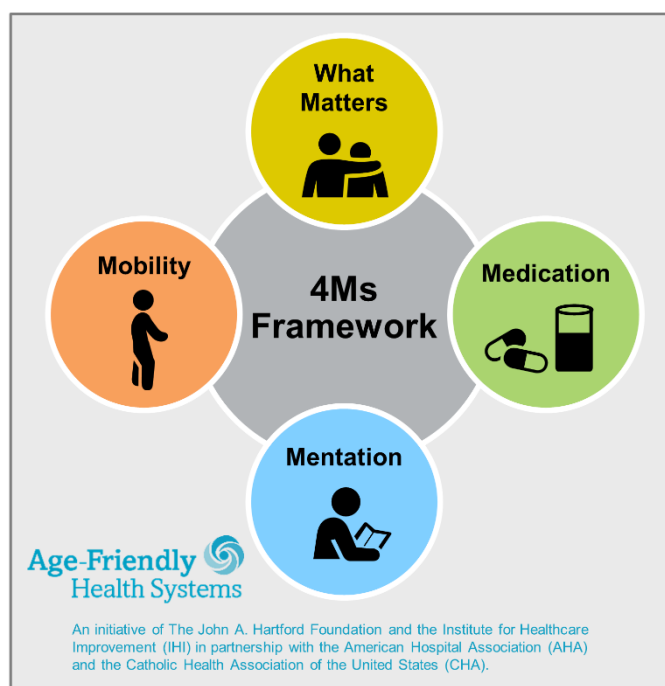 What
Matters
Mobility
4Ms
Framework
Medication
Mentation
Age-Friendly
Health Systems
An initiative of The John A. Hartford Foundation and the Institute for Healthcare
Improvement (IHI) in partnership with the American Hospital Association (AHA)
and the Catholic Health Association of the United States (CHA).